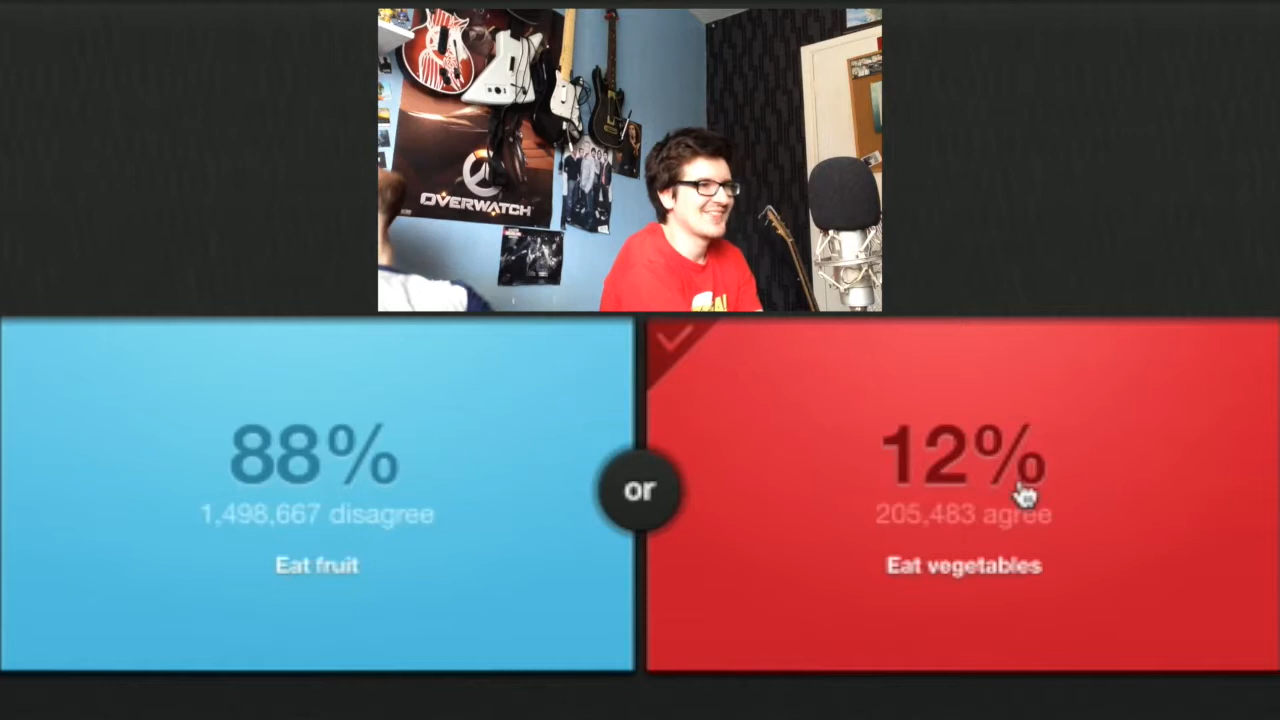 OVERWATCH
88%
1,498,667 disagree
Eat fruit
or
12%
205,483 agree
Eat vegetables